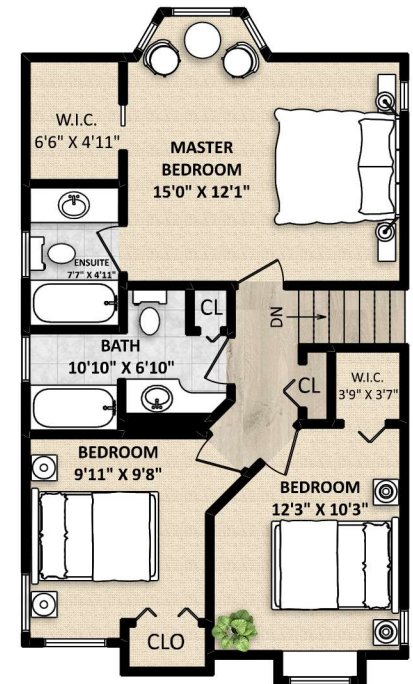 W.I.C.
6'6" X 4'11"
MASTER
BEDROOM
15'0" X 12'1"
ENSUITE
7'7" X 4'11"
CL
DN
BATH
10'10" X 6'10"
CL
W.I.C.
3'9" X 3'7"
BEDROOM
9'11" X 9'8"
BEDROOM
12'3" X 10'3"
CLO